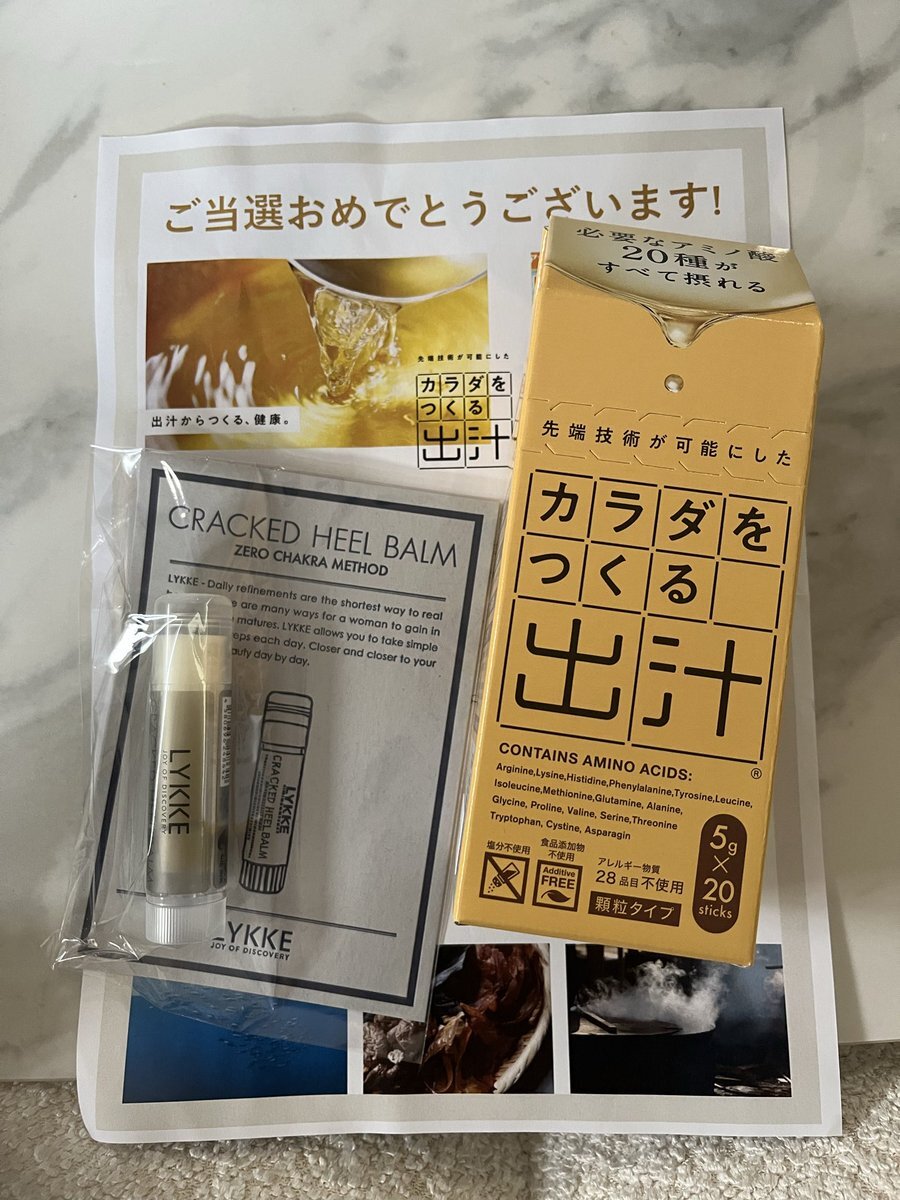 ご当選おめでとうございます!
出汁からつくる、健康。
先端技術が可能にした
カラダを
つくる
出汁
必要なアミノ酸
20種が
すべて摂れる
先端技術が可能にした
カラダを
つくる
出汁
®
CONTAINS AMINO ACIDS:
Arginine,Lysine,Histidine,Phenylalanine,Tyrosine,Leucine,
Isoleucine,Methionine,Glutamine, Alanine,
Glycine, Proline, Valine, Serine,Threonine
Tryptophan, Cystine, Asparagin
塩分不使用
食品添加物
不使用
Additive
FREE
アレルギー物質
28品目不使用
顆粒タイプ
5g
×
20
sticks
CRACKED HEEL BALM
ZERO CHAKRA METHOD
LYKKE - Daily refinements are the shortest way to real
are many ways for a woman to gain in
matures. LYKKE allows you to take simple
eps each day. Closer and closer to your
auty day by day.
LYKKE
JOY OF DISCOVERY
LYKKE
CRACKED HEEL BALM
LYKKE
JOY OF DISCOVERY